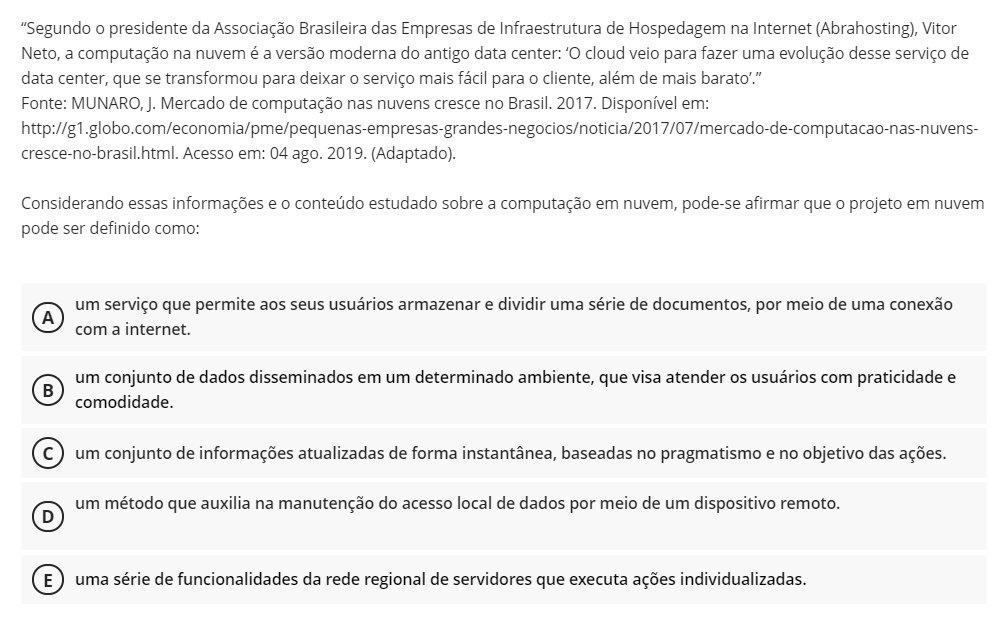 “Segundo o presidente da Associação Brasileira das Empresas de Infraestrutura de Hospedagem na Internet (Abrahosting), Vitor
Neto, a computação na nuvem é a versão moderna do antigo data center: ‘O cloud veio para fazer uma evolução desse serviço de
data center, que se transformou para deixar o serviço mais fácil para o cliente, além de mais barato’.”
Fonte: MUNARO, J. Mercado de computação nas nuvens cresce no Brasil. 2017. Disponível em:
http://g1.globo.com/economia/pme/pequenas-empresas-grandes-negocios/noticia/2017/07/mercado-de-computacao-nas-nuvens-
cresce-no-brasil.html. Acesso em: 04 ago. 2019. (Adaptado).
Considerando essas informações e o conteúdo estudado sobre a computação em nuvem, pode-se afirmar que o projeto em nuvem
pode ser definido como:
A um serviço que permite aos seus usuários armazenar e dividir uma série de documentos, por meio de uma conexão
com a internet.
B um conjunto de dados disseminados em um determinado ambiente, que visa atender os usuários com praticidade e
comodidade.
C um conjunto de informações atualizadas de forma instantânea, baseadas no pragmatismo e no objetivo das ações.
D um método que auxilia na manutenção do acesso local de dados por meio de um dispositivo remoto.
E uma série de funcionalidades da rede regional de servidores que executa ações individualizadas.